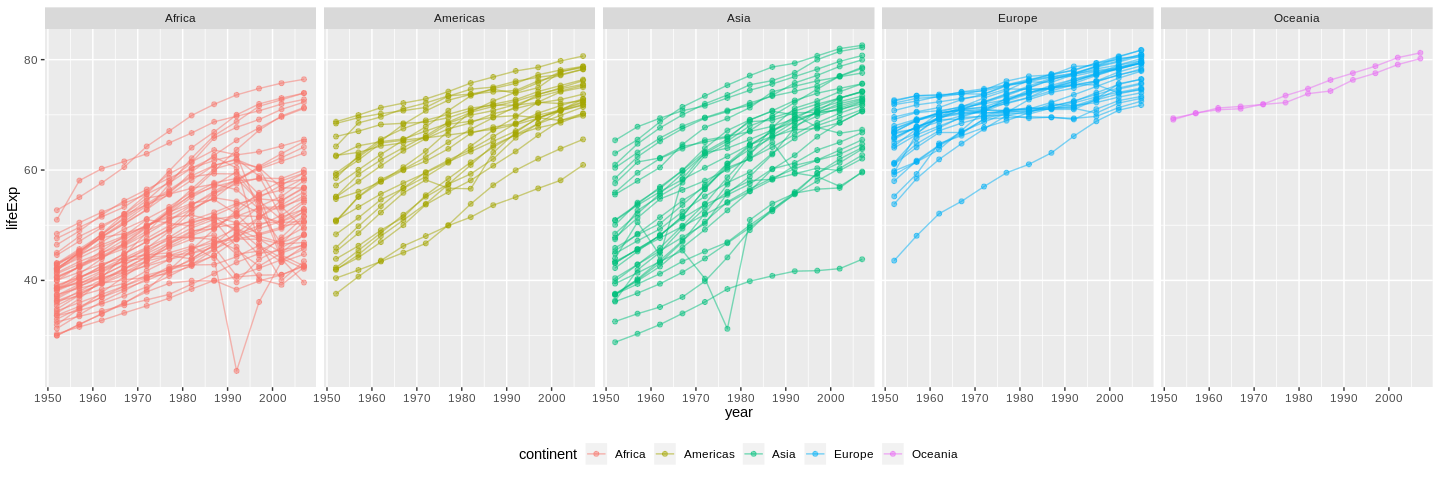 Africa Americas Asia Europe Oceania
80
60
40
lifeExp
1950 1960 1970 1980 1990 2000 1950 1960 1970 1980 1990 2000 1950 1960 1970 1980 1990 2000 1950 1960 1970 1980 1990 2000 1950 1960 1970 1980 1990 2000
year
continent Africa Americas Asia Europe Oceania